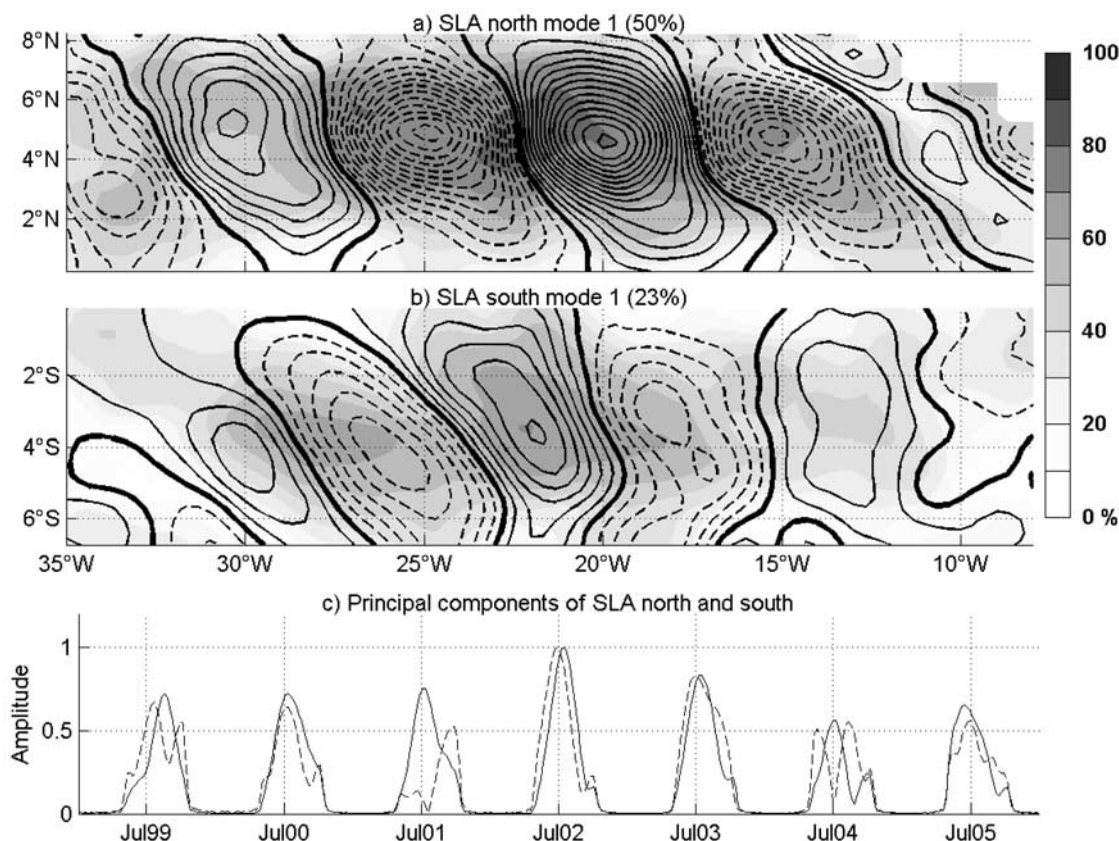 a) SLA north mode 1 (50%)
8°N
6°N
4°N
2°N
b) SLA south mode 1 (23%)
2°S
4°S
6°S
35°W 30°W 25°W 20°W 15°W 10°W
100
80
60
40
20
0 %
c) Principal components of SLA north and south
Amplitude
1
0.5
0
Jul99 Jul00 Jul01 Jul02 Jul03 Jul04 Jul05